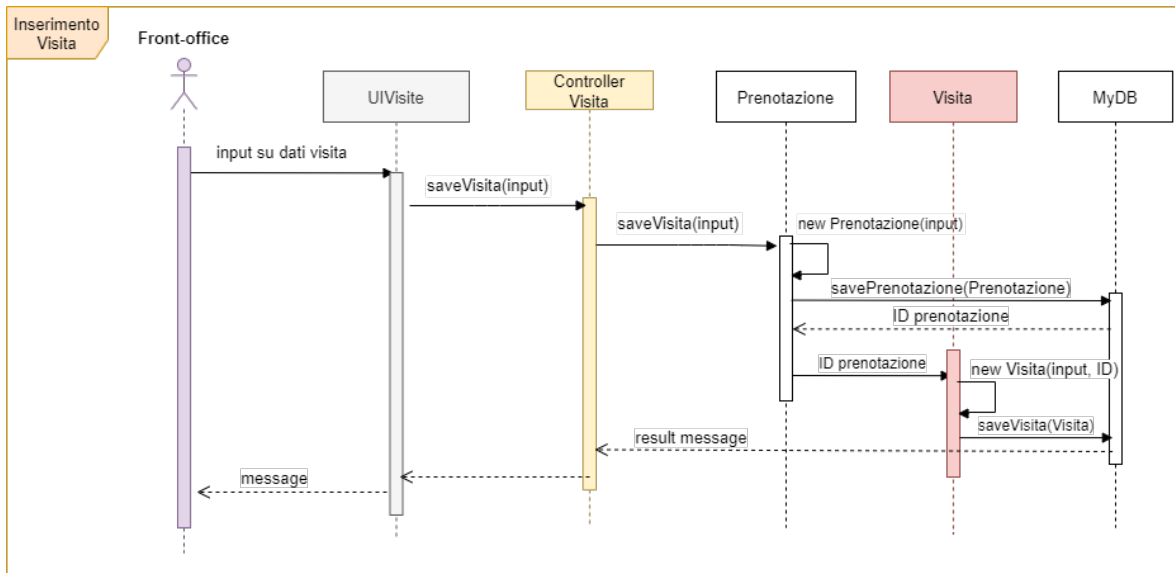 Inserimento
Visita
Front-office
UIVisite
Controller
Visita
Prenotazione
Visita
MyDB
input su dati visita
saveVisita(input)
saveVisita(input)
new Prenotazione(input)
savePrenotazione(Prenotazione)
ID prenotazione
ID prenotazione
new Visita(input, ID)
saveVisita(Visita)
result message
message